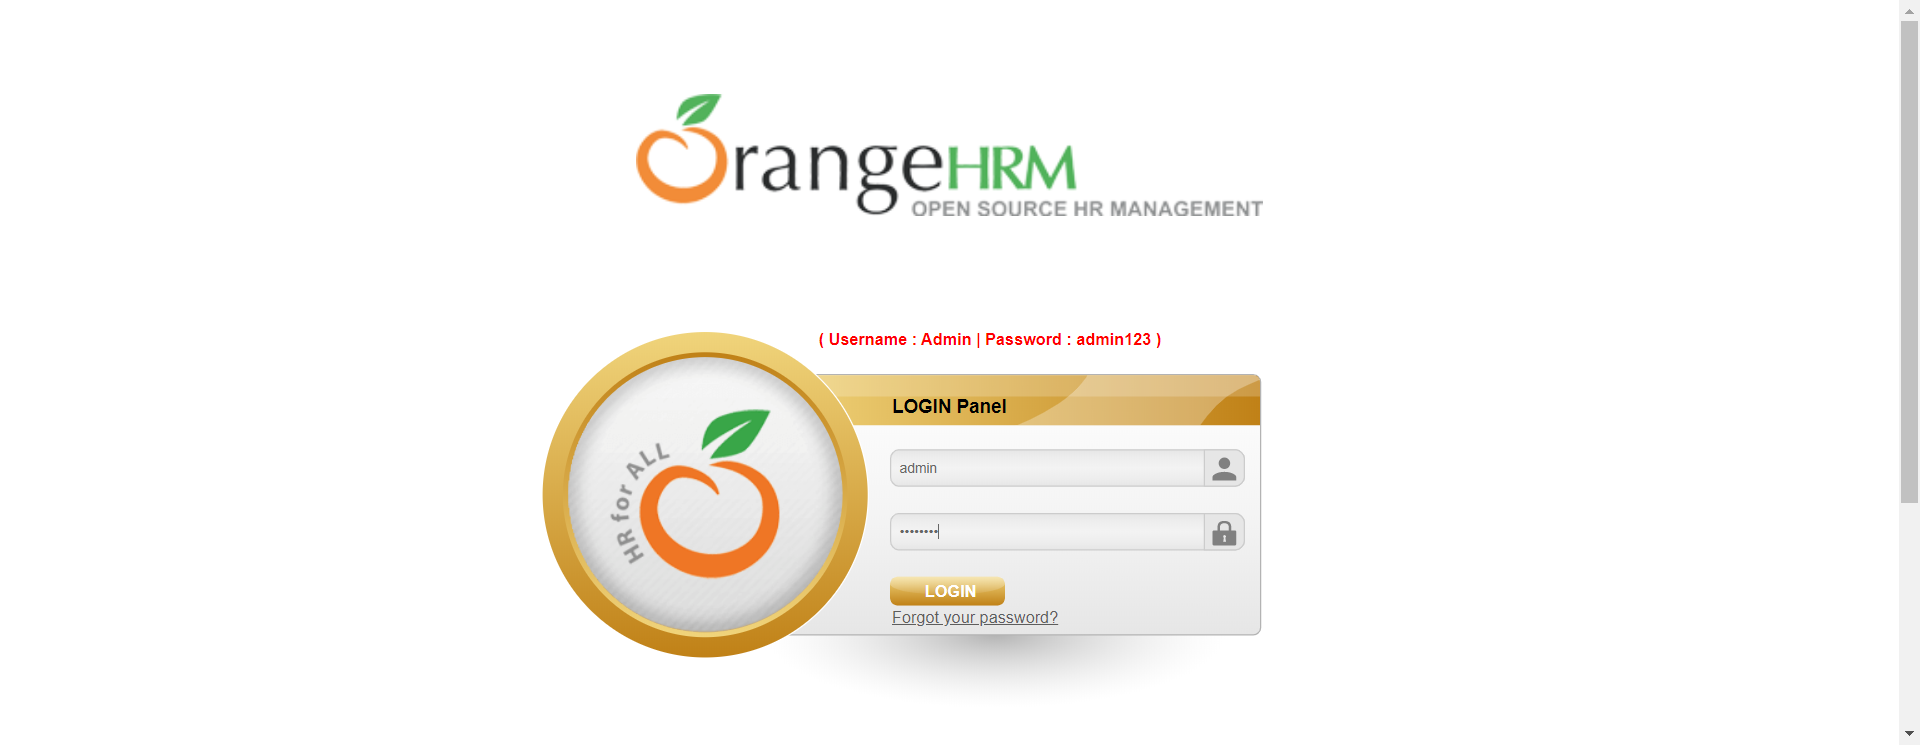 OrangeHRM
OPEN SOURCE HR MANAGEMENT
( Username : Admin | Password : admin123 )
HR for ALL
LOGIN Panel
admin
••••••••
LOGIN
Forgot your password?